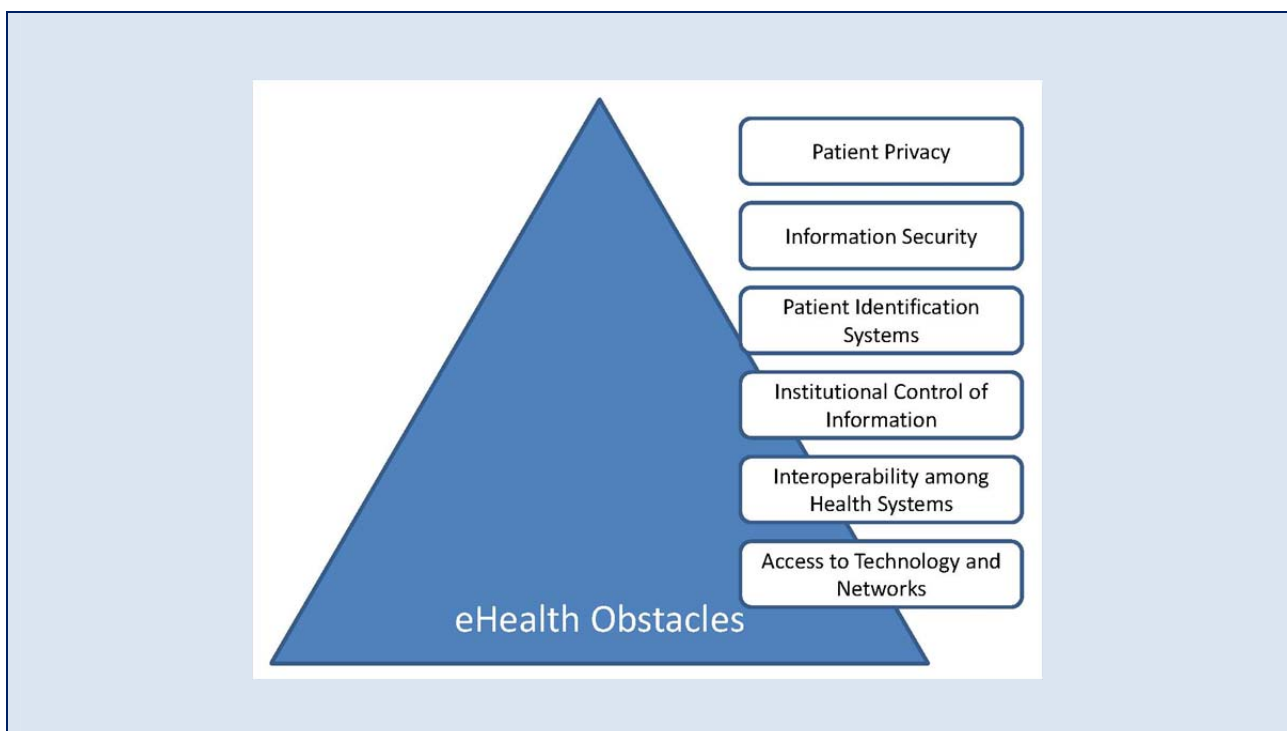 Patient Privacy
Information Security
Patient Identification
Systems
Institutional Control of
Information
Interoperability among
Health Systems
Access to Technology and
Networks
eHealth Obstacles